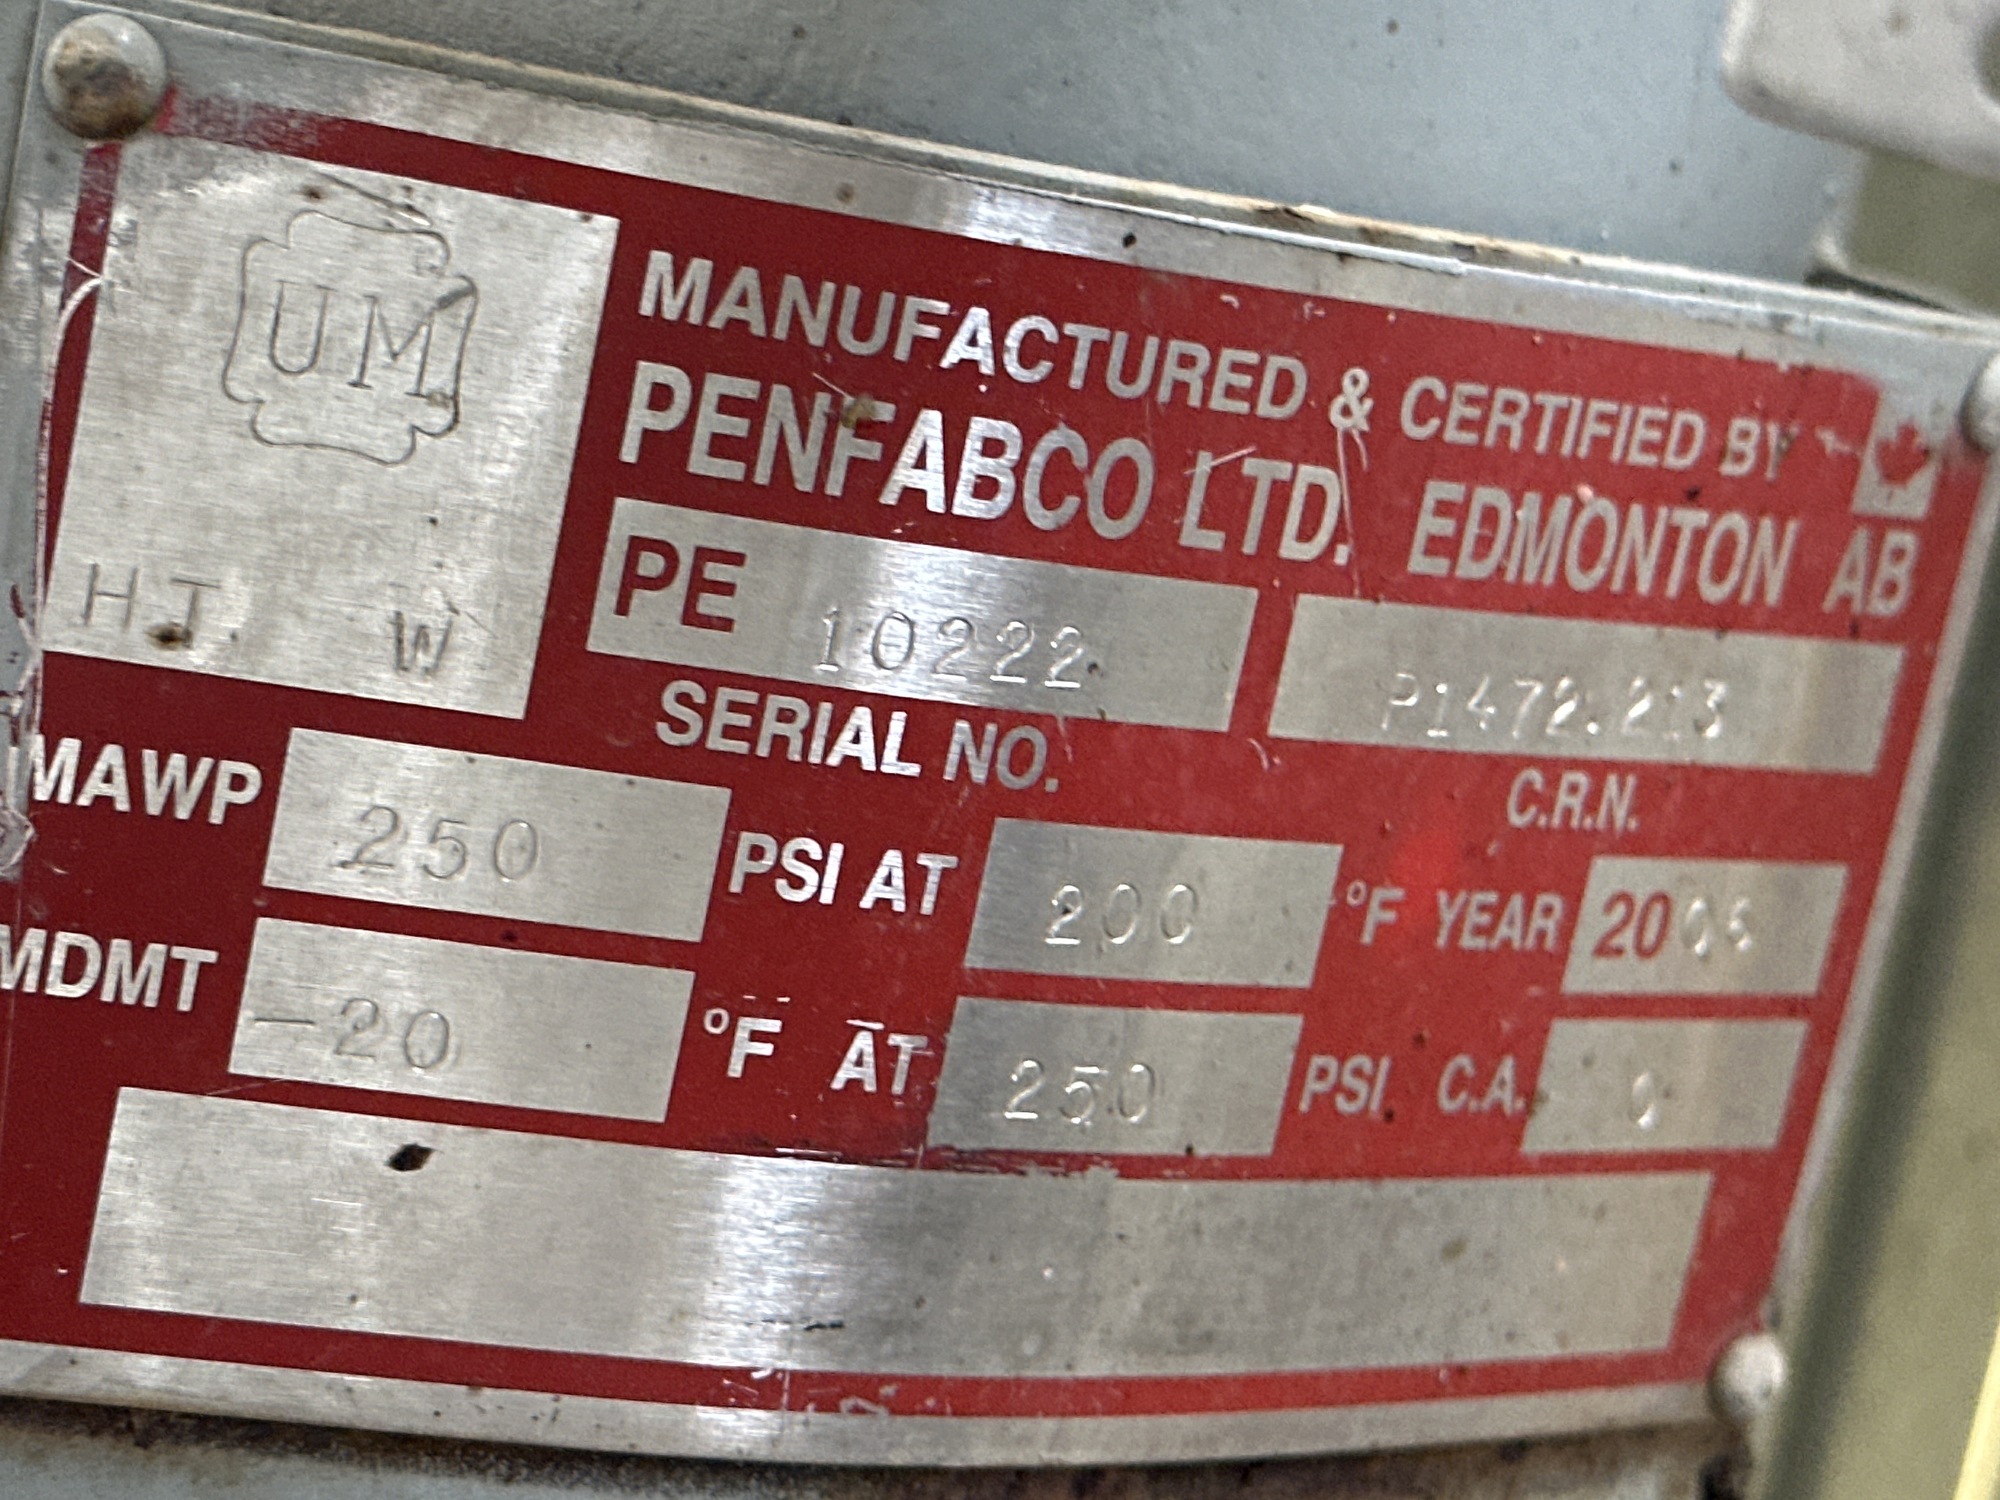 UM
H.T. W
MANUFACTURED & CERTIFIED BY
PENFABCO LTD. EDMONTON AB
PE 10222 P1472.213
SERIAL NO. C.R.N.
MAWP 250 PSI AT 200 °F YEAR 2006
MDMT -20 °F AT 250 PSI C.A. 0